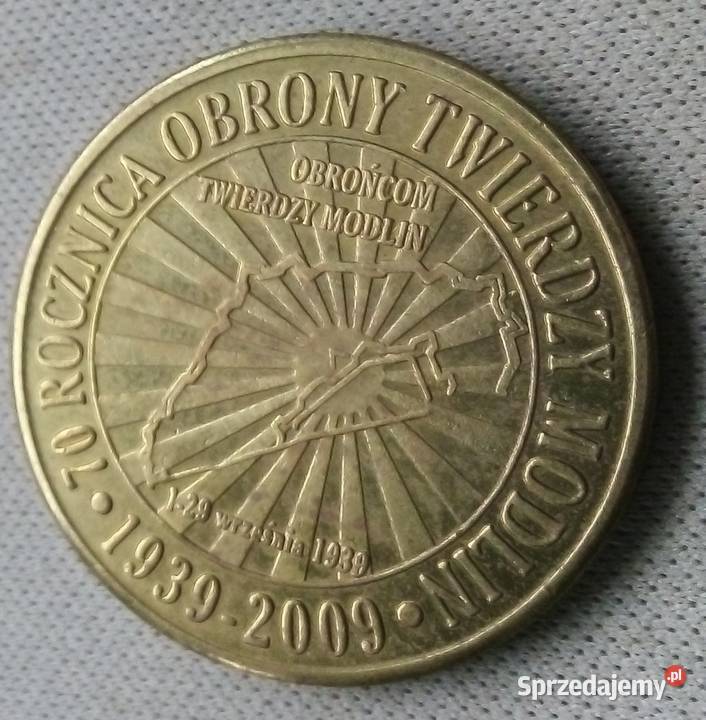 70 ROCZNICA OBRONY TWIERDZY MODLIN
OBROŃCOM
TWIERDZY MODLIN
1-29 września 1939
• 1939-2009 •
Sprzedajemy.pl